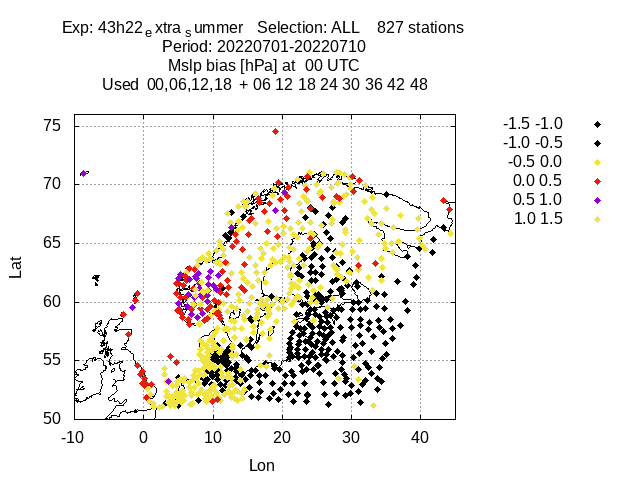 Exp: 43h22extrasummer Selection: ALL 827 stations
Period: 20220701-20220710
Mslp bias [hPa] at 00 UTC
Used 00,06,12,18 + 06 12 18 24 30 36 42 48
75
70
65
60
55
50
Lat
-10 0 10 20 30 40
Lon
-1.5 -1.0
-1.0 -0.5
-0.5 0.0
0.0 0.5
0.5 1.0
1.0 1.5